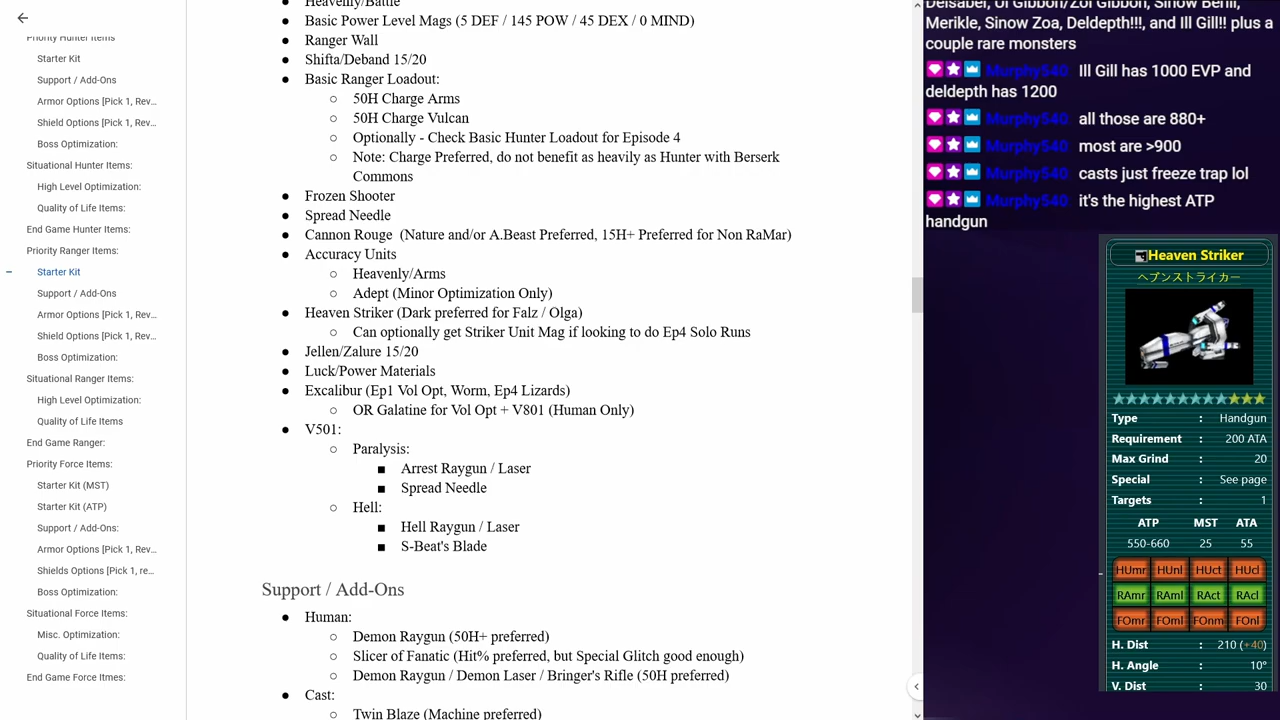 Priority Hunter Items
Starter Kit
Support / Add-Ons
Armor Options [Pick 1, Rev...
Shield Options [Pick 1, Rev...
Boss Optimization:
Situational Hunter Items:
High Level Optimization:
Quality of Life Items:
End Game Hunter Items:
Priority Ranger Items:
Starter Kit
Support / Add-Ons
Armor Options [Pick 1, Rev...
Shield Options [Pick 1, Rev...
Boss Optimization:
Situational Ranger Items:
High Level Optimization:
Quality of Life Items
End Game Ranger:
Priority Force Items:
Starter Kit (MST)
Starter Kit (ATP)
Support / Add-Ons:
Armor Options [Pick 1, Rev...
Shields Options [Pick 1, re...
Boss Optimization:
Situational Force Items:
Misc. Optimization:
Quality of Life Items:
End Game Force Itmes:
Heavenly/Battle
● Basic Power Level Mags (5 DEF / 145 POW / 45 DEX / 0 MIND)
● Ranger Wall
● Shifta/Deband 15/20
● Basic Ranger Loadout:
○ 50H Charge Arms
○ 50H Charge Vulcan
○ Optionally - Check Basic Hunter Loadout for Episode 4
○ Note: Charge Preferred, do not benefit as heavily as Hunter with Berserk
Commons
● Frozen Shooter
● Spread Needle
● Cannon Rouge (Nature and/or A.Beast Preferred, 15H+ Preferred for Non RaMar)
● Accuracy Units
○ Heavenly/Arms
○ Adept (Minor Optimization Only)
● Heaven Striker (Dark preferred for Falz / Olga)
○ Can optionally get Striker Unit Mag if looking to do Ep4 Solo Runs
● Jellen/Zalure 15/20
● Luck/Power Materials
● Excalibur (Ep1 Vol Opt, Worm, Ep4 Lizards)
○ OR Galatine for Vol Opt + V801 (Human Only)
● V501:
○ Paralysis:
■ Arrest Raygun / Laser
■ Spread Needle
○ Hell:
■ Hell Raygun / Laser
■ S-Beat's Blade
Support / Add-Ons
● Human:
○ Demon Raygun (50H+ preferred)
○ Slicer of Fanatic (Hit% preferred, but Special Glitch good enough)
○ Demon Raygun / Demon Laser / Bringer's Rifle (50H preferred)
● Cast:
○ Twin Blaze (Machine preferred)
Delsaber, Ul Gibbon/Zol Gibbon, Sinow Berill,
Merikle, Sinow Zoa, Deldepth!!!, and Ill Gill!! plus a
couple rare monsters
Murphy540: Ill Gill has 1000 EVP and
deldepth has 1200
Murphy540: all those are 880+
Murphy540: most are >900
Murphy540: casts just freeze trap lol
Murphy540: it's the highest ATP
handgun
Heaven Striker
ヘブンストライカー
★★★★★★★★★★★★
Type : Handgun
Requirement : 200 ATA
Max Grind : 20
Special : See page
Targets : 1
ATP MST ATA
550-660 25 55
HUmr HUnl HUct HUcl
RAmr RAml RAct RAcl
FOmr FOml FOnm FOnl
H. Dist : 210 (+40)
H. Angle : 10°
V. Dist : 30